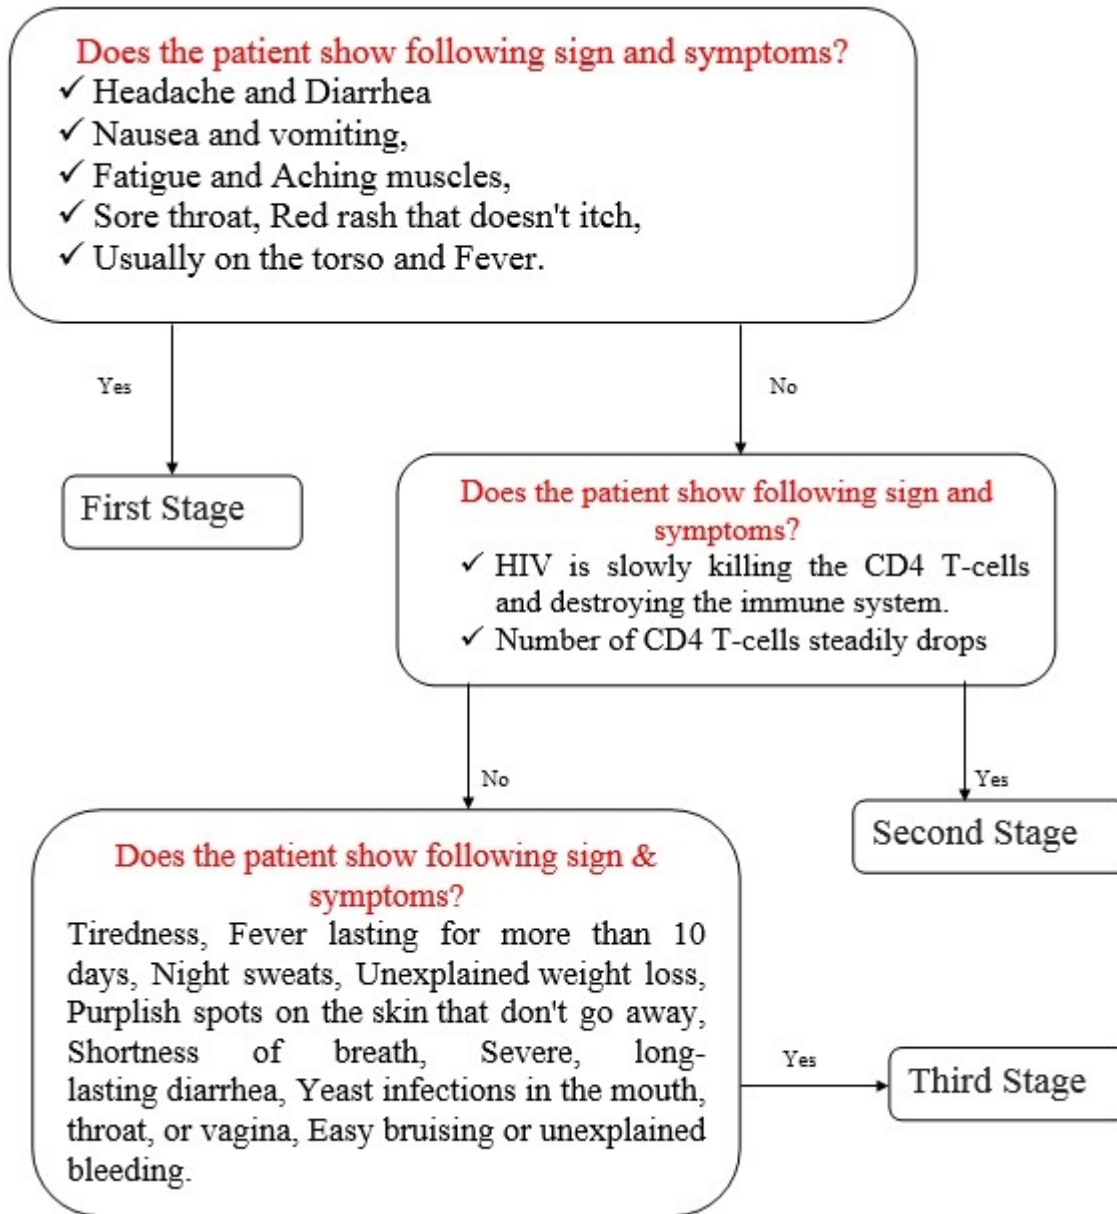 Does the patient show following sign and symptoms?
✓ Headache and Diarrhea
✓ Nausea and vomiting,
✓ Fatigue and Aching muscles,
✓ Sore throat, Red rash that doesn't itch,
✓ Usually on the torso and Fever.
Yes
No
First Stage
Does the patient show following sign and
symptoms?
✓ HIV is slowly killing the CD4 T-cells
and destroying the immune system.
✓ Number of CD4 T-cells steadily drops
No
Yes
Second Stage
Does the patient show following sign &
symptoms?
Tiredness, Fever lasting for more than 10
days, Night sweats, Unexplained weight loss,
Purplish spots on the skin that don't go away,
Shortness of breath, Severe, long-
lasting diarrhea, Yeast infections in the mouth,
throat, or vagina, Easy bruising or unexplained
bleeding.
Yes
Third Stage